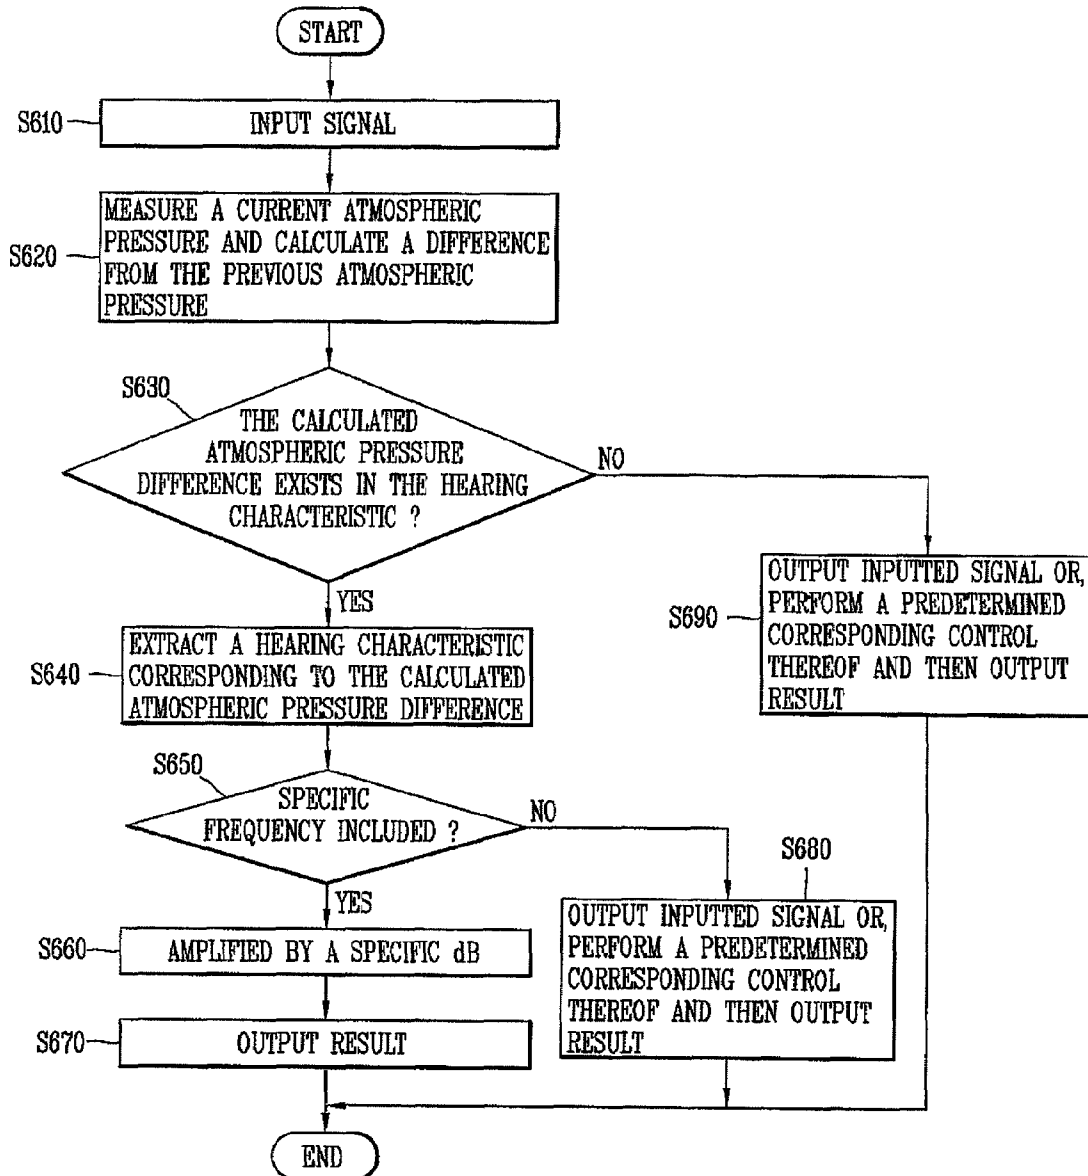 START
S610
INPUT SIGNAL
S620
MEASURE A CURRENT ATMOSPHERIC
PRESSURE AND CALCULATE A DIFFERENCE
FROM THE PREVIOUS ATMOSPHERIC
PRESSURE
S630
THE CALCULATED
ATMOSPHERIC PRESSURE
DIFFERENCE EXISTS IN THE HEARING
CHARACTERISTIC ?
NO
YES
S690
OUTPUT INPUTTED SIGNAL OR,
PERFORM A PREDETERMINED
CORRESPONDING CONTROL
THEREOF AND THEN OUTPUT
RESULT
S640
EXTRACT A HEARING CHARACTERISTIC
CORRESPONDING TO THE CALCULATED
ATMOSPHERIC PRESSURE DIFFERENCE
S650
SPECIFIC
FREQUENCY INCLUDED ?
NO
YES
S680
OUTPUT INPUTTED SIGNAL OR,
PERFORM A PREDETERMINED
CORRESPONDING CONTROL
THEREOF AND THEN OUTPUT
RESULT
S660
AMPLIFIED BY A SPECIFIC dB
S670
OUTPUT RESULT
END